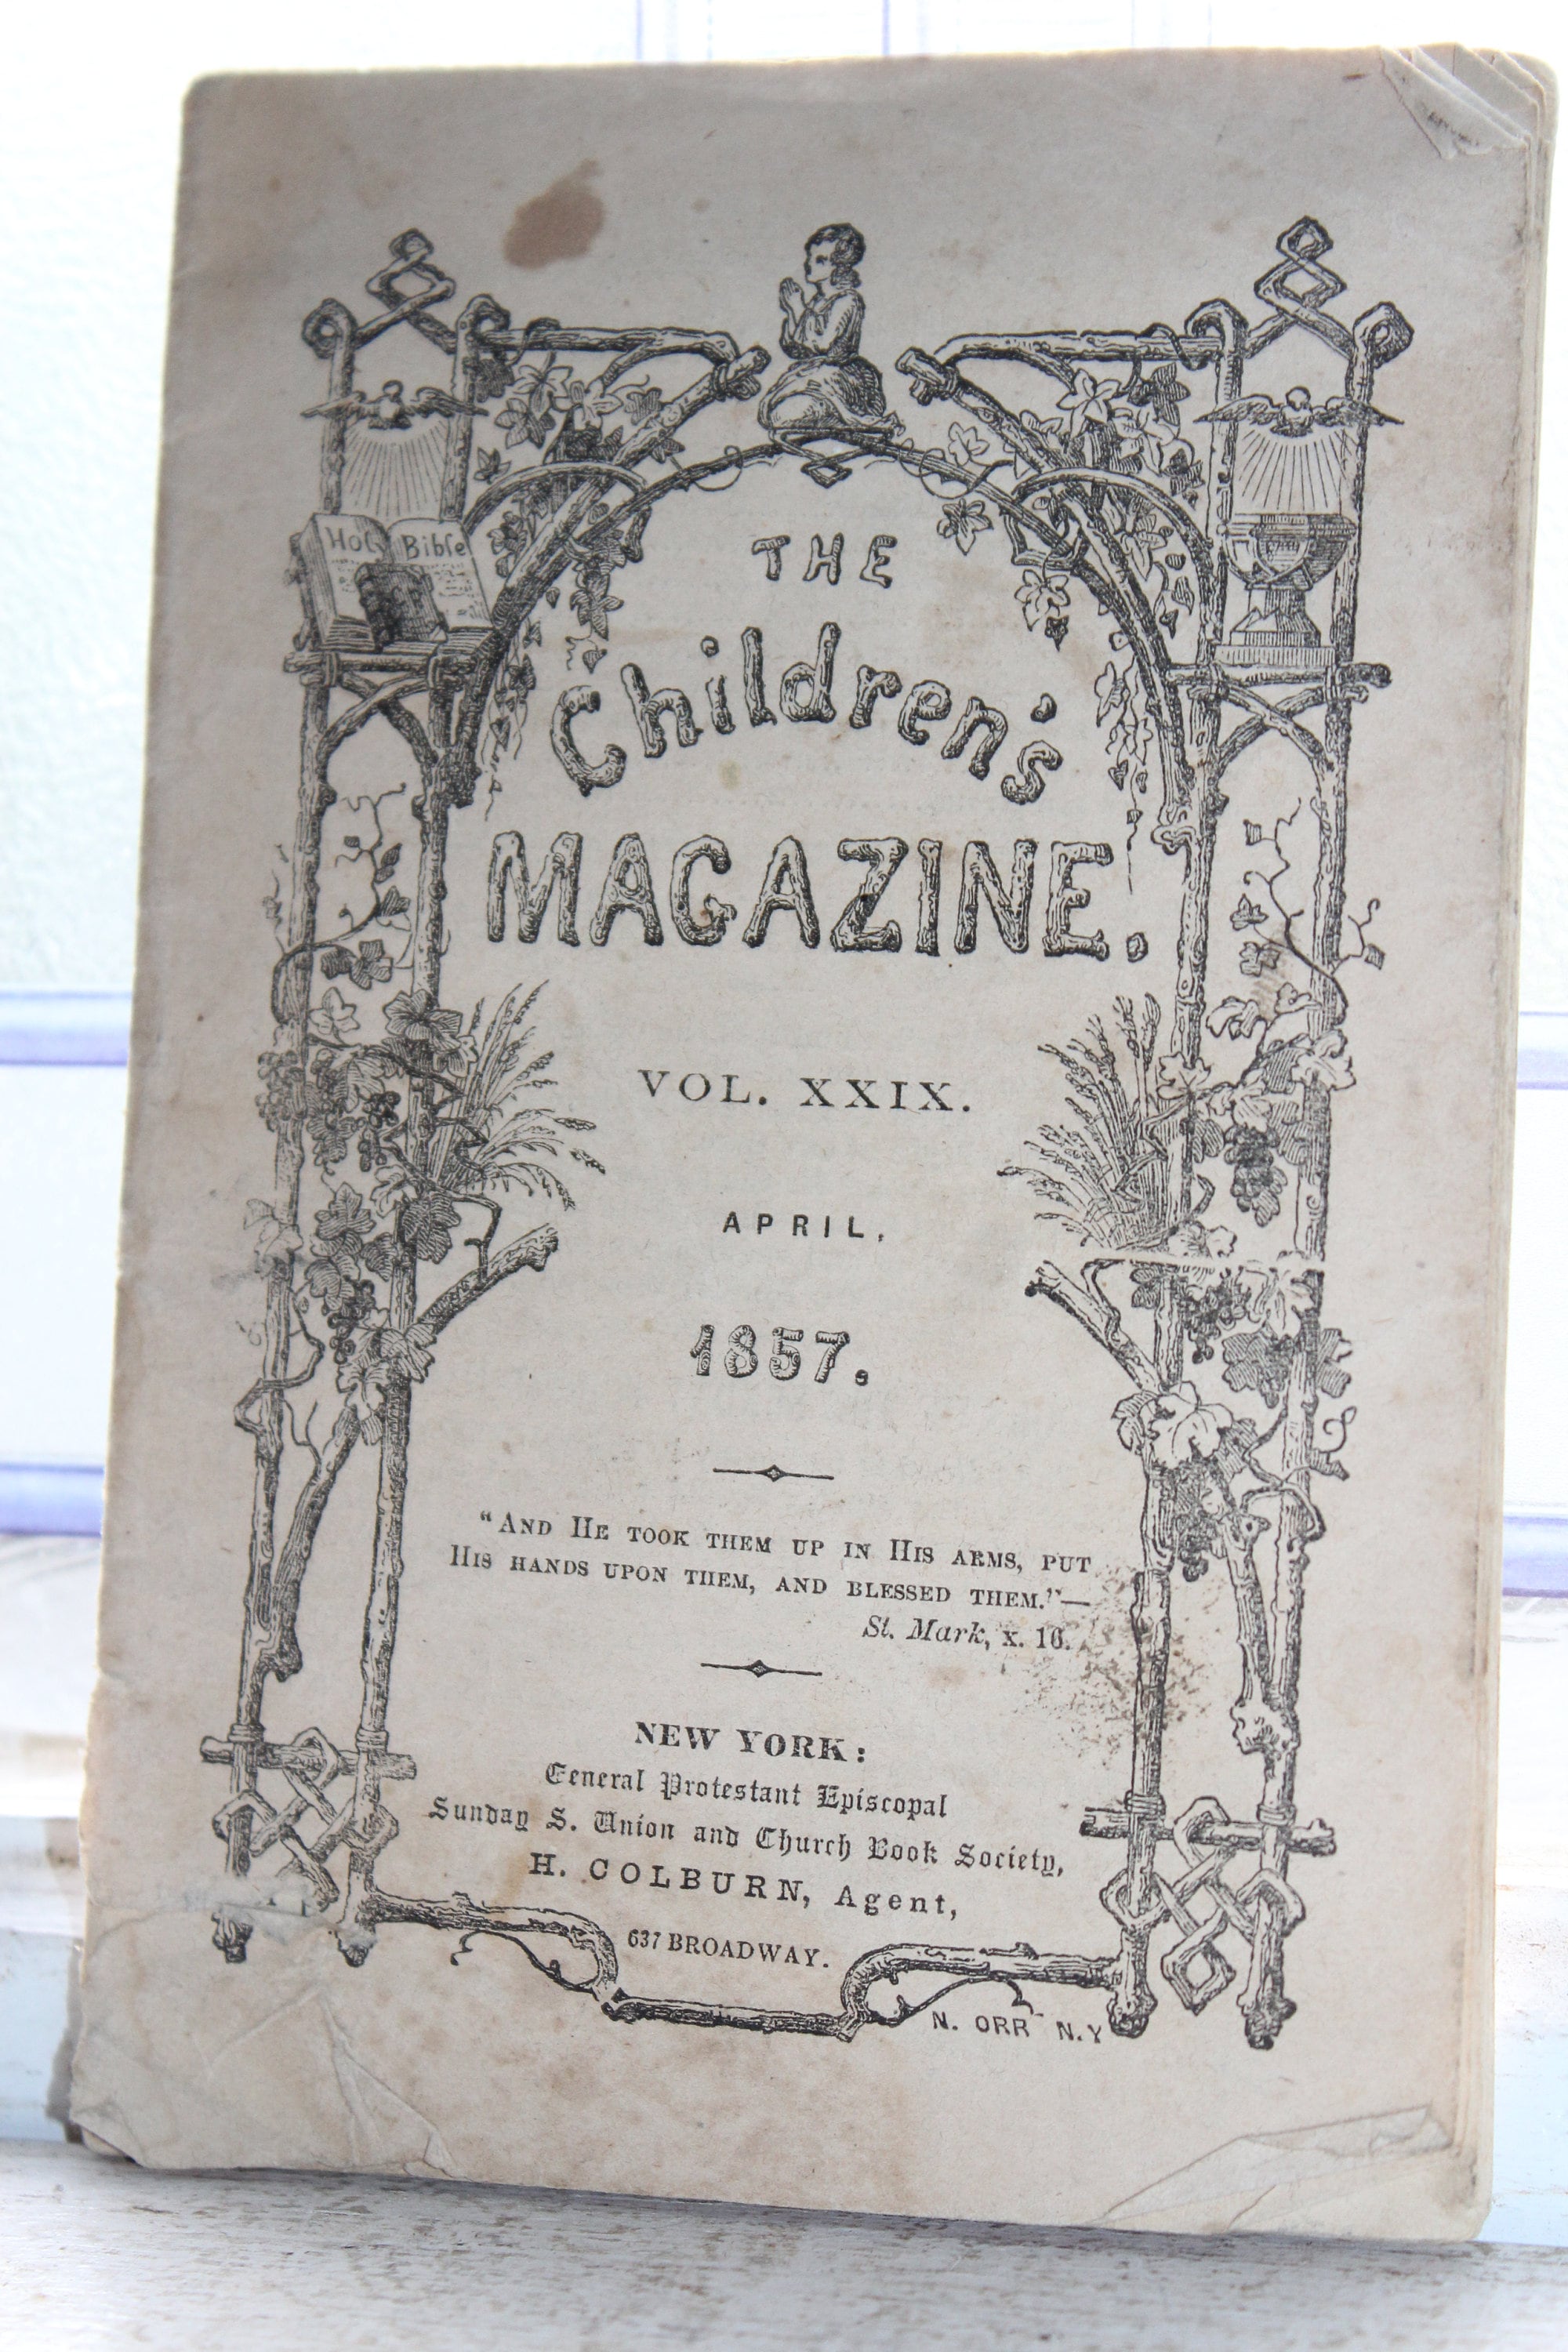 Holy Bible
THE
Children's
MAGAZINE.
VOL. XXIX.
APRIL,
1857.
"AND HE TOOK THEM UP IN HIS ARMS, PUT
HIS HANDS UPON THEM, AND BLESSED THEM."—
St. Mark, x. 16.
NEW YORK:
General Protestant Episcopal
Sunday S. Union and Church Book Society,
H. COLBURN, Agent,
637 BROADWAY.
N. ORR N.Y